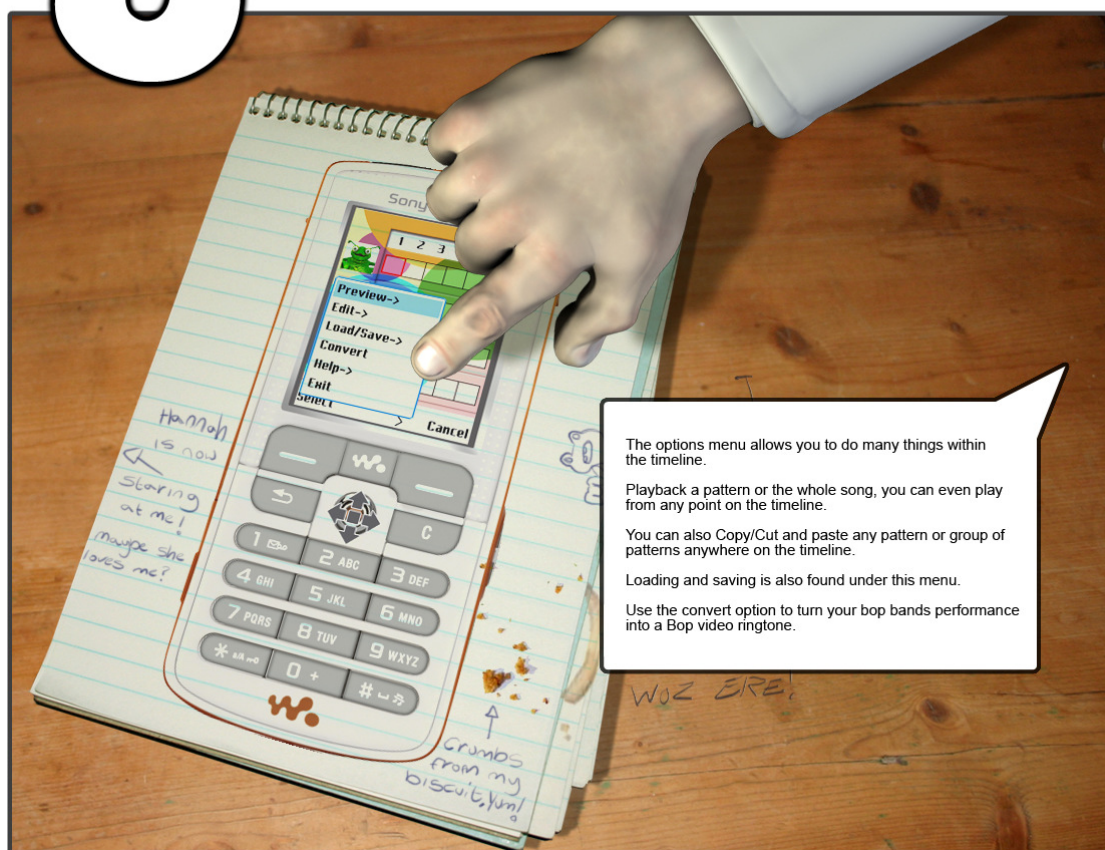 Sony
1 2 3
Preview->
Edit->
Load/Save->
Convert
Help->
Exit
Select
> Cancel
C
1
2 ABC
3 DEF
4 GHI
5 JKL
6 MNO
7 PQRS
8 TUV
9 WXYZ
* a/A
0 +
#
Hannah
is now
staring
at me!
maype she
loves me?
The options menu allows you to do many things within
the timeline.
Playback a pattern or the whole song, you can even play
from any point on the timeline.
You can also Copy/Cut and paste any pattern or group of
patterns anywhere on the timeline.
Loading and saving is also found under this menu.
Use the convert option to turn your bop bands performance
into a Bop video ringtone.
WOZ ERE!
Crumbs
from my
biscuit,Yum!